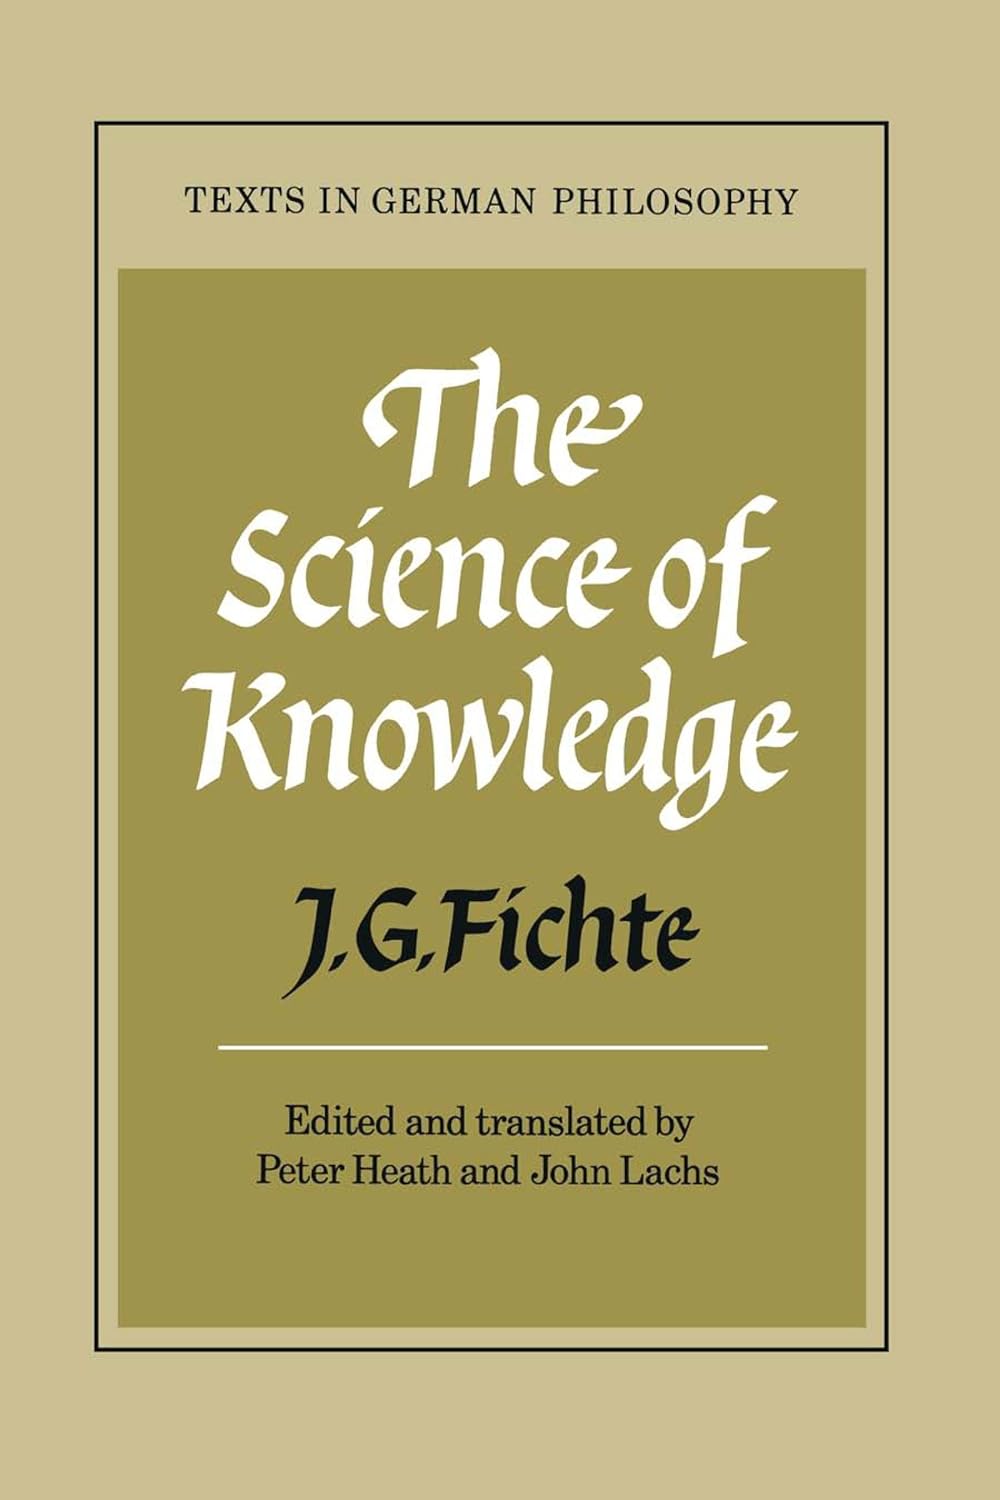 TEXTS IN GERMAN PHILOSOPHY
The
Science of
Knowledge
J.G.Fichte
Edited and translated by
Peter Heath and John Lachs